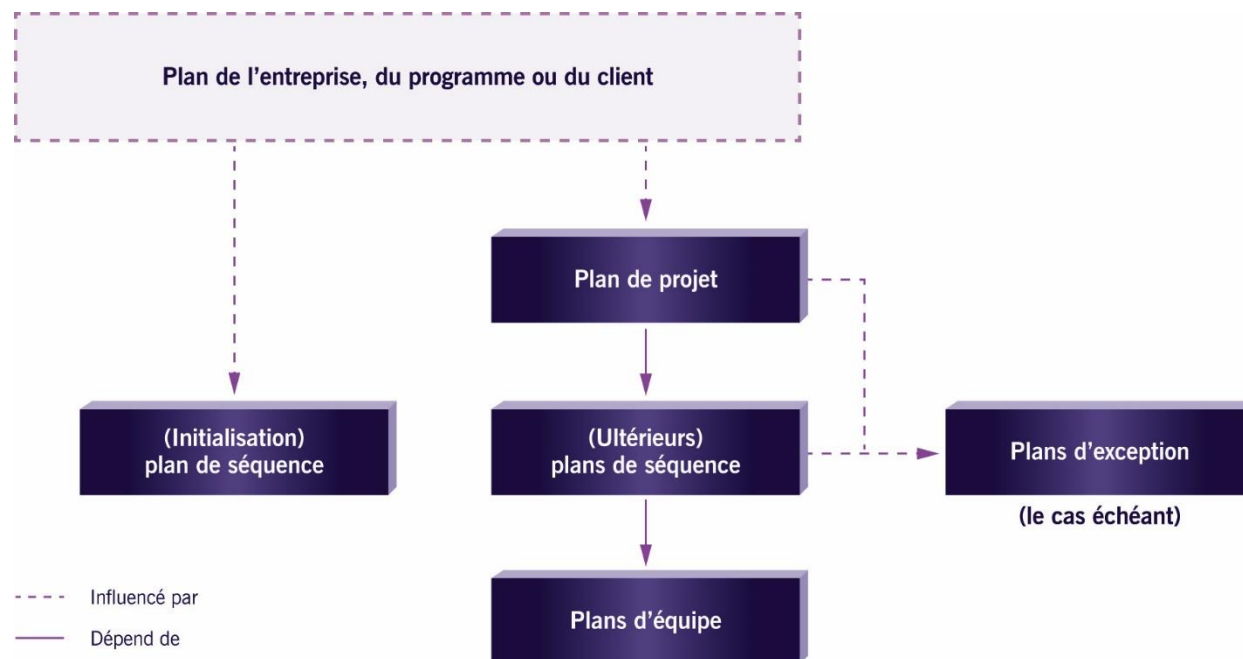 Plan de l’entreprise, du programme ou du client
Plan de projet
(Initialisation)
plan de séquence
(Ultérieurs)
plans de séquence
Plans d’exception
(le cas échéant)
Plans d’équipe
Influencé par
Dépend de